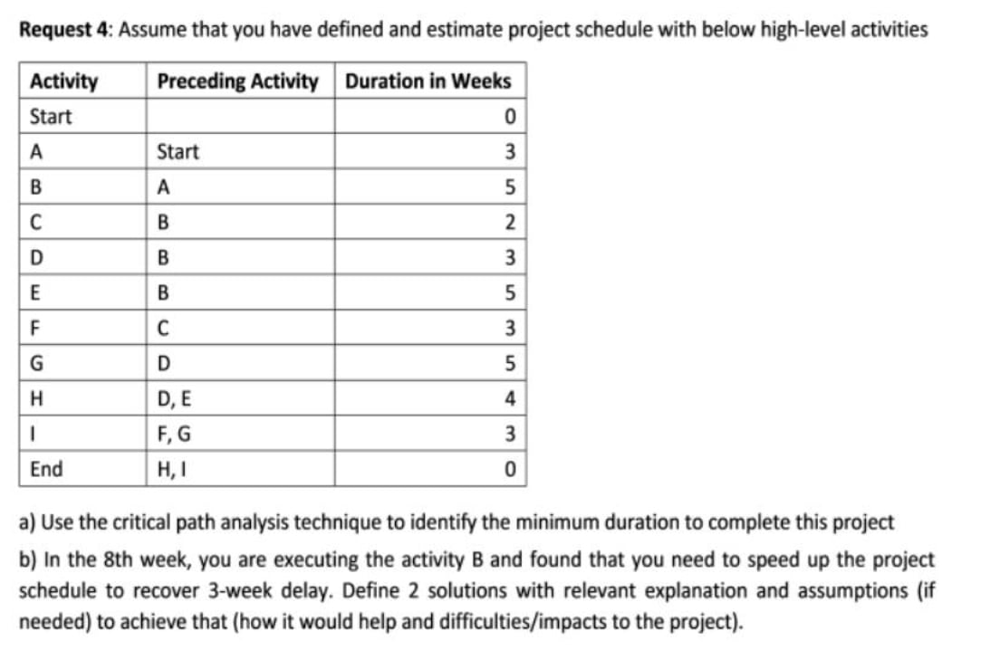 Request 4: Assume that you have defined and estimate project schedule with below high-level activities
Activity Preceding Activity Duration in Weeks
Start 0
A Start 3
B A 5
C B 2
D B 3
E B 5
F C 3
G D 5
H D, E 4
I F, G 3
End H, I 0
a) Use the critical path analysis technique to identify the minimum duration to complete this project
b) In the 8th week, you are executing the activity B and found that you need to speed up the project
schedule to recover 3-week delay. Define 2 solutions with relevant explanation and assumptions (if
needed) to achieve that (how it would help and difficulties/impacts to the project).